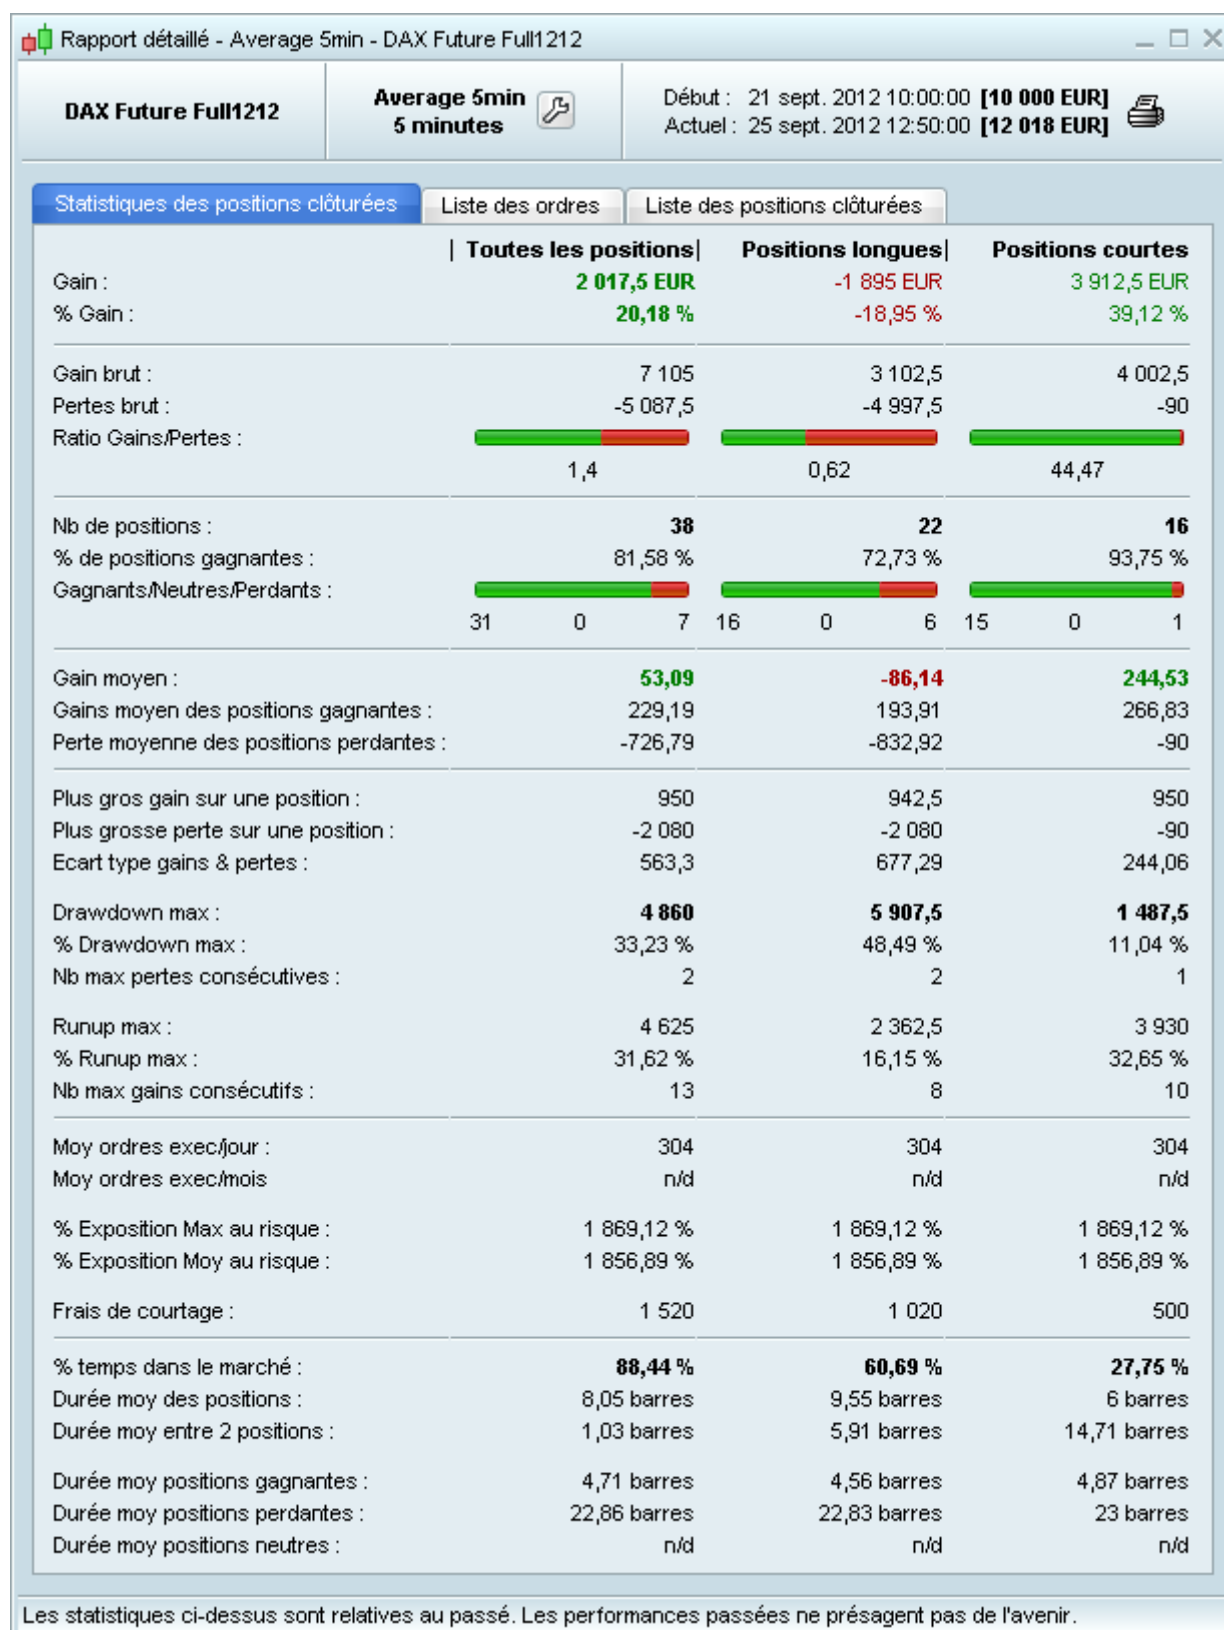 Rapport détaillé - Average 5min - DAX Future Full1212
DAX Future Full1212
Average 5min
5 minutes
Début : 21 sept. 2012 10:00:00 [10 000 EUR]
Actuel : 25 sept. 2012 12:50:00 [12 018 EUR]
Statistiques des positions clôturées Liste des ordres Liste des positions clôturées
| Toutes les positions| Positions longues| Positions courtes
Gain : 2 017,5 EUR -1 895 EUR 3 912,5 EUR
% Gain : 20,18 % -18,95 % 39,12 %
Gain brut : 7 105 3 102,5 4 002,5
Pertes brut : -5 087,5 -4 997,5 -90
Ratio Gains/Pertes :
1,4 0,62 44,47
Nb de positions : 38 22 16
% de positions gagnantes : 81,58 % 72,73 % 93,75 %
Gagnants/Neutres/Perdants :
31 0 7 16 0 6 15 0 1
Gain moyen : 53,09 -86,14 244,53
Gains moyen des positions gagnantes : 229,19 193,91 266,83
Perte moyenne des positions perdantes : -726,79 -832,92 -90
Plus gros gain sur une position : 950 942,5 950
Plus grosse perte sur une position : -2 080 -2 080 -90
Ecart type gains & pertes : 563,3 677,29 244,06
Drawdown max : 4 860 5 907,5 1 487,5
% Drawdown max : 33,23 % 48,49 % 11,04 %
Nb max pertes consécutives : 2 2 1
Runup max : 4 625 2 362,5 3 930
% Runup max : 31,62 % 16,15 % 32,65 %
Nb max gains consécutifs : 13 8 10
Moy ordres exec/jour : 304 304 304
Moy ordres exec/mois n/d n/d n/d
% Exposition Max au risque : 1 869,12 % 1 869,12 % 1 869,12 %
% Exposition Moy au risque : 1 856,89 % 1 856,89 % 1 856,89 %
Frais de courtage : 1 520 1 020 500
% temps dans le marché : 88,44 % 60,69 % 27,75 %
Durée moy des positions : 8,05 barres 9,55 barres 6 barres
Durée moy entre 2 positions : 1,03 barres 5,91 barres 14,71 barres
Durée moy positions gagnantes : 4,71 barres 4,56 barres 4,87 barres
Durée moy positions perdantes : 22,86 barres 22,83 barres 23 barres
Durée moy positions neutres : n/d n/d n/d
Les statistiques ci-dessus sont relatives au passé. Les performances passées ne présagent pas de l'avenir.